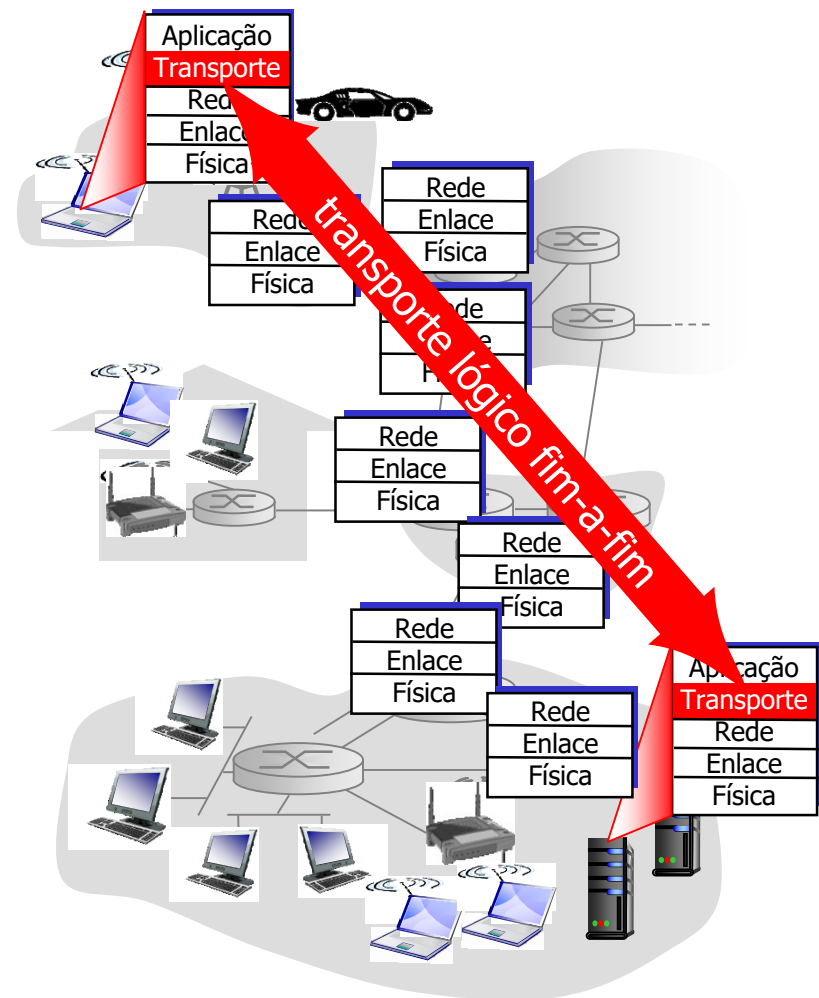 Aplicação
Transporte
Rede
Enlace
Física
Rede
Enlace
Física
Rede
Enlace
Física
transporte lógico fim-a-fim
Rede
Enlace
Física
Rede
Enlace
Física
Rede
Enlace
Física
Rede
Enlace
Física
Aplicação
Transporte
Rede
Enlace
Física